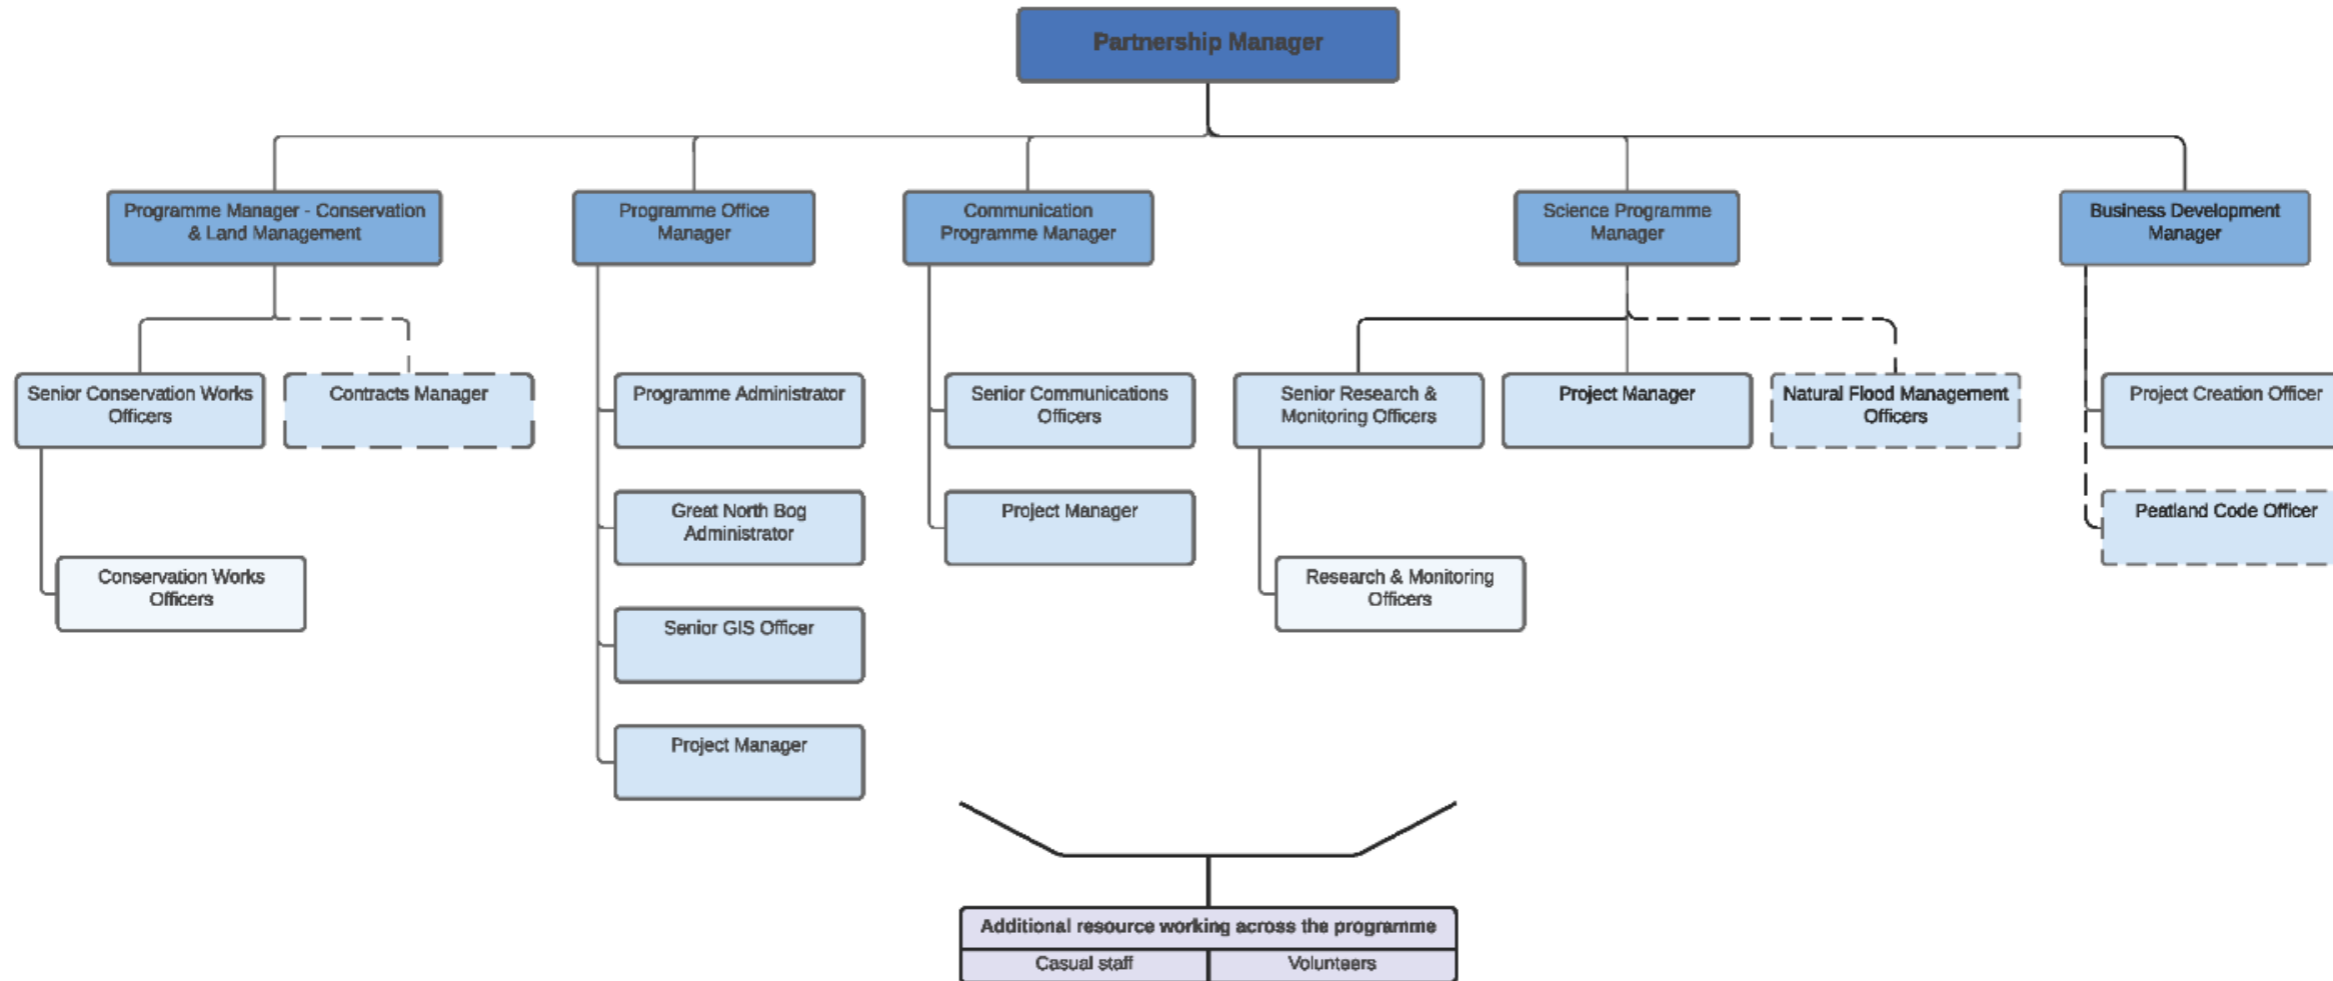 Partnership Manager
Programme Manager - Conservation
& Land Management
Programme Office
Manager
Communication
Programme Manager
Science Programme
Manager
Business Development
Manager
Senior Conservation Works
Officers
Contracts Manager
Programme Administrator
Senior Communications
Officers
Senior Research &
Monitoring Officers
Project Manager
Natural Flood Management
Officers
Project Creation Officer
Great North Bog
Administrator
Project Manager
Peatland Code Officer
Conservation Works
Officers
Research & Monitoring
Officers
Senior GIS Officer
Project Manager
Additional resource working across the programme
Casual staff
Volunteers